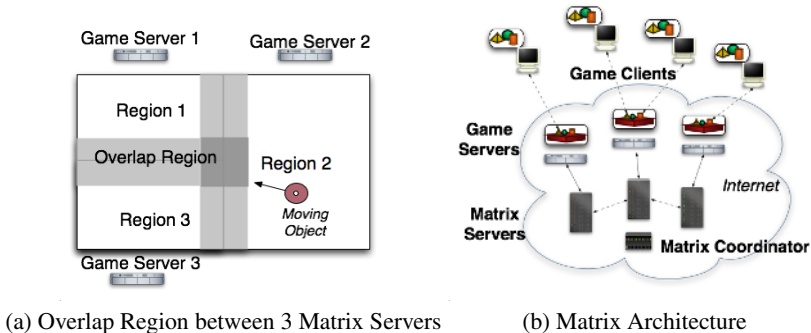 Game Server 1
Game Server 2
Region 1
Overlap Region
Region 2
Moving
Object
Region 3
Game Server 3
(a) Overlap Region between 3 Matrix Servers
Game Clients
Game
Servers
Internet
Matrix
Servers
Matrix Coordinator
(b) Matrix Architecture